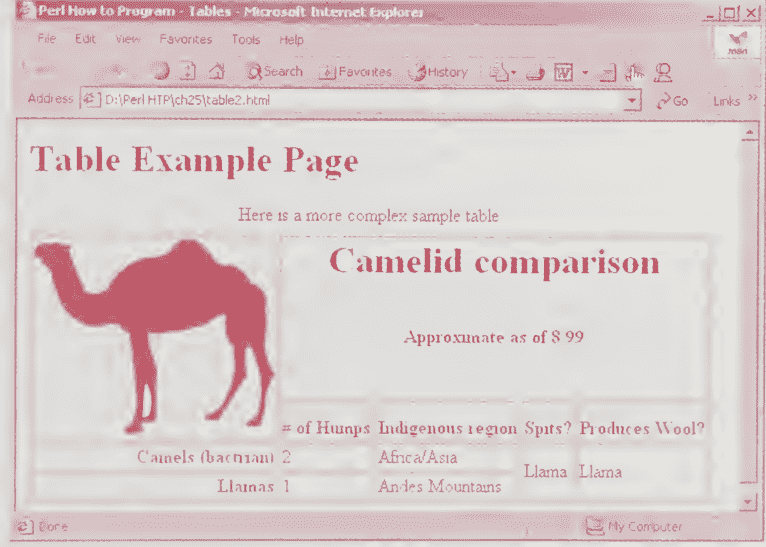 Perl How to Program - Tables - Microsoft Internet Explorer
File Edit View Favorites Tools Help
msn
Search Favorites History
Address D:\Perl HTP\ch25\table2.html Go Links »
Table Example Page
Here is a more complex sample table
Camelid comparison
Approximate as of 8/99
# of Humps Indigenous region Spits? Produces Wool?
Camels (bactrian) 2 Africa/Asia
Llama Llama
Llamas 1 Andes Mountains
Done My Computer